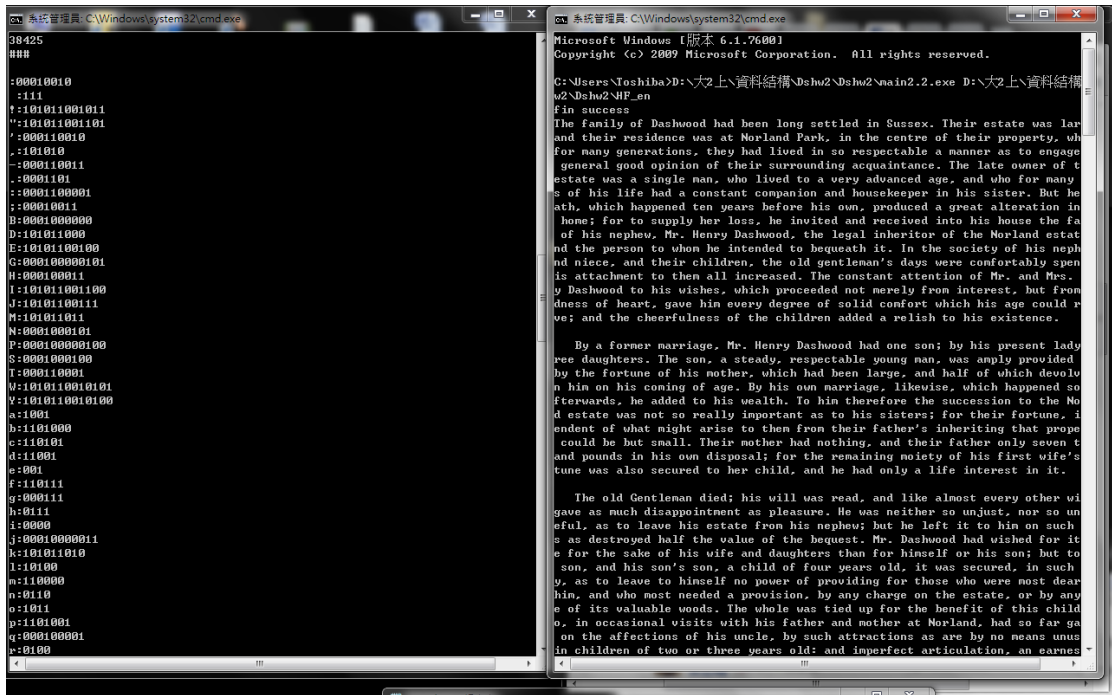 系統管理員: C:\Windows\system32\cmd.exe
38425
###
:00010010
 :111
!:101011001011
":101011001101
':000110010
,:101010
-:000110011
.:0001101
::0001100001
;:00010011
B:0001000000
D:101011000
E:10101100100
G:000100000101
H:000100011
I:101011001100
J:10101100111
M:101011011
N:0001000101
P:000100000100
S:0001000100
T:000110001
W:1010110010101
Y:1010110010100
a:1001
b:1101000
c:110101
d:11001
e:001
f:110111
g:000111
h:0111
i:0000
j:00010000011
k:101011010
l:10100
m:110000
n:0110
o:1011
p:1101001
q:000100001
r:0100
系統管理員: C:\Windows\system32\cmd.exe
Microsoft Windows [版本 6.1.7600]
Copyright (c) 2009 Microsoft Corporation.  All rights reserved.
C:\Users\Toshiba>D:\大2上\資料結構\Dshw2\Dshw2\main2.2.exe D:\大2上\資料結構
w2\Dshw2\HF_en
fin success
The family of Dashwood had been long settled in Sussex. Their estate was lar
and their residence was at Norland Park, in the centre of their property, wh
for many generations, they had lived in so respectable a manner as to engage
 general good opinion of their surrounding acquaintance. The late owner of t
estate was a single man, who lived to a very advanced age, and who for many
s of his life had a constant companion and housekeeper in his sister. But he
ath, which happened ten years before his own, produced a great alteration in
 home; for to supply her loss, he invited and received into his house the fa
 of his nephew, Mr. Henry Dashwood, the legal inheritor of the Norland estat
nd the person to whom he intended to bequeath it. In the society of his neph
nd niece, and their children, the old gentleman's days were comfortably spen
is attachment to them all increased. The constant attention of Mr. and Mrs.
y Dashwood to his wishes, which proceeded not merely from interest, but from
dness of heart, gave him every degree of solid comfort which his age could r
ve; and the cheerfulness of the children added a relish to his existence.
   By a former marriage, Mr. Henry Dashwood had one son; by his present lady
ree daughters. The son, a steady, respectable young man, was amply provided
by the fortune of his mother, which had been large, and half of which devolv
n him on his coming of age. By his own marriage, likewise, which happened so
fterwards, he added to his wealth. To him therefore the succession to the No
d estate was not so really important as to his sisters; for their fortune, i
endent of what might arise to them from their father's inheriting that prope
 could be but small. Their mother had nothing, and their father only seven t
and pounds in his own disposal; for the remaining moiety of his first wife's
tune was also secured to her child, and he had only a life interest in it.
   The old Gentleman died; his will was read, and like almost every other wi
gave as much disappointment as pleasure. He was neither so unjust, nor so un
eful, as to leave his estate from his nephew; but he left it to him on such
s as destroyed half the value of the bequest. Mr. Dashwood had wished for it
e for the sake of his wife and daughters than for himself or his son; but to
 son, and his son's son, a child of four years old, it was secured, in such
y, as to leave to himself no power of providing for those who were most dear
him, and who most needed a provision, by any charge on the estate, or by any
e of its valuable woods. The whole was tied up for the benefit of this child
o, in occasional visits with his father and mother at Norland, had so far ga
 on the affections of his uncle, by such attractions as are by no means unus
in children of two or three years old: and imperfect articulation, an earnes